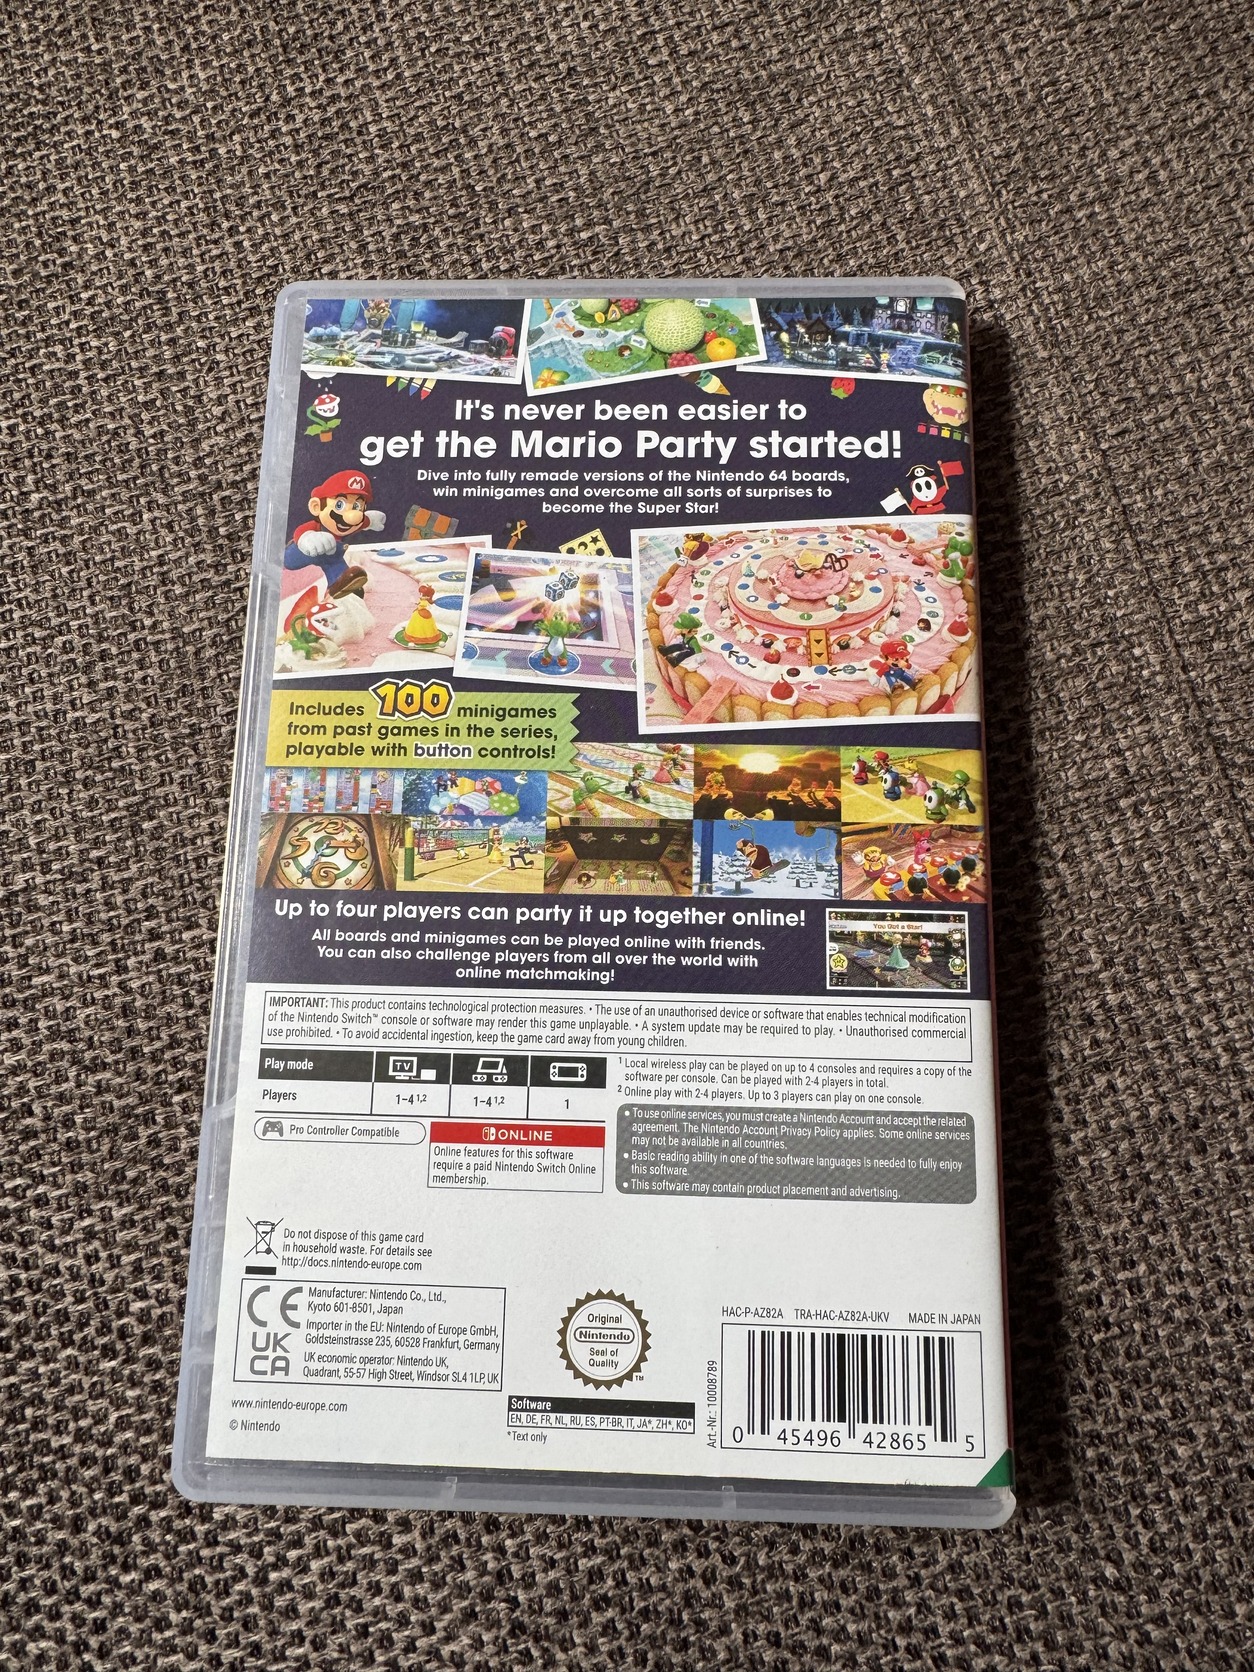 It's never been easier to
get the Mario Party started!
Dive into fully remade versions of the Nintendo 64 boards,
win minigames and overcome all sorts of surprises to
become the Super Star!
Includes 100 minigames
from past games in the series,
playable with button controls!
Up to four players can party it up together online!
All boards and minigames can be played online with friends.
You can also challenge players from all over the world with
online matchmaking!
You Got a Star!
IMPORTANT: This product contains technological protection measures. • The use of an unauthorised device or software that enables technical modification
of the Nintendo Switch™ console or software may render this game unplayable. • A system update may be required to play. • Unauthorised commercial
use prohibited. • To avoid accidental ingestion, keep the game card away from young children.
Play mode TV
Players 1-4 1,2 1-4 1,2 1
1 Local wireless play can be played on up to 4 consoles and requires a copy of the
software per console. Can be played with 2-4 players in total.
2 Online play with 2-4 players. Up to 3 players can play on one console.
Pro Controller Compatible
ONLINE
Online features for this software
require a paid Nintendo Switch Online
membership.
• To use online services, you must create a Nintendo Account and accept the related
agreement. The Nintendo Account Privacy Policy applies. Some online services
may not be available in all countries.
• Basic reading ability in one of the software languages is needed to fully enjoy
this software.
• This software may contain product placement and advertising.
Do not dispose of this game card
in household waste. For details see
http://docs.nintendo-europe.com
CE
UK
CA
Manufacturer: Nintendo Co., Ltd.,
Kyoto 601-8501, Japan
Importer in the EU: Nintendo of Europe GmbH,
Goldsteinstrasse 235, 60528 Frankfurt, Germany
UK economic operator: Nintendo UK,
Quadrant, 55-57 High Street, Windsor SL4 1LP, UK
www.nintendo-europe.com
© Nintendo
Original
Nintendo
Seal of
Quality
TM
Software
EN, DE, FR, NL, RU, ES, PT-BR, IT, JA*, ZH*, KO*
*Text only
HAC-P-AZ82A TRA-HAC-AZ82A-UKV MADE IN JAPAN
Art.-Nr.: 10008789
0 45496 42865 5